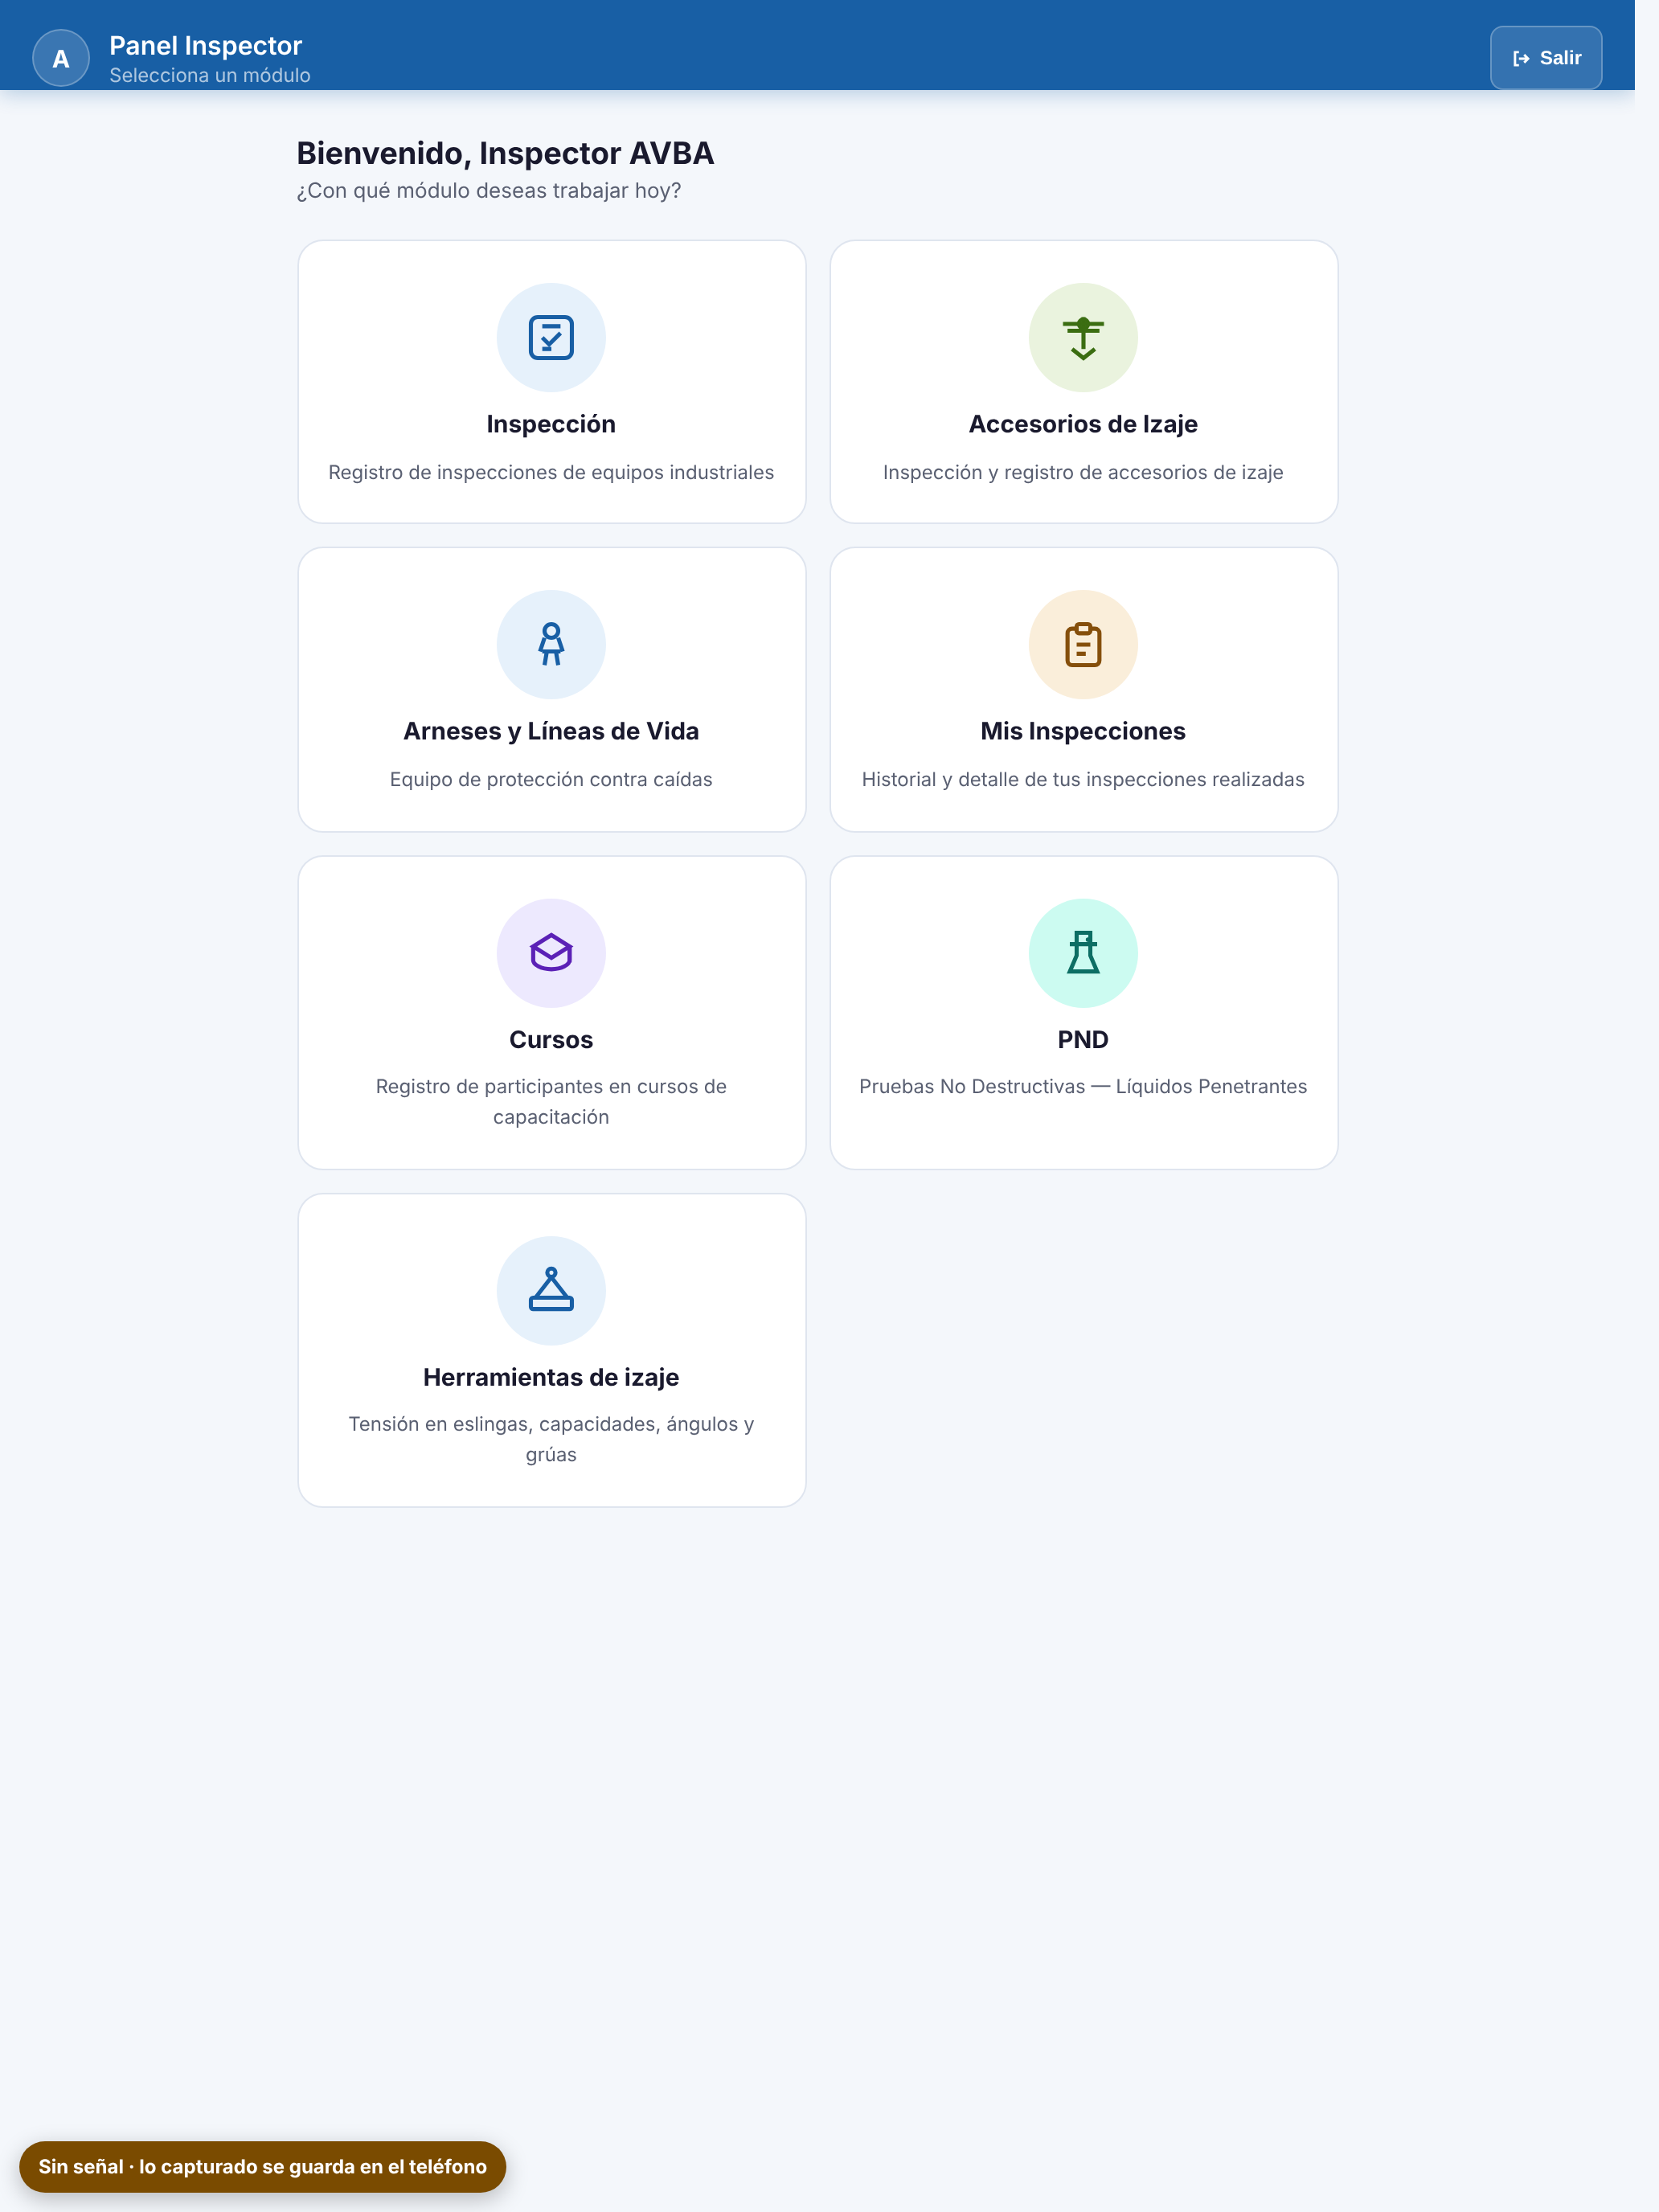 A
Panel Inspector
Selecciona un módulo
Salir
Bienvenido, Inspector AVBA
¿Con qué módulo deseas trabajar hoy?
Inspección
Registro de inspecciones de equipos industriales
Accesorios de Izaje
Inspección y registro de accesorios de izaje
Arneses y Líneas de Vida
Equipo de protección contra caídas
Mis Inspecciones
Historial y detalle de tus inspecciones realizadas
Cursos
Registro de participantes en cursos de
capacitación
PND
Pruebas No Destructivas — Líquidos Penetrantes
Herramientas de izaje
Tensión en eslingas, capacidades, ángulos y
grúas
Sin señal · lo capturado se guarda en el teléfono